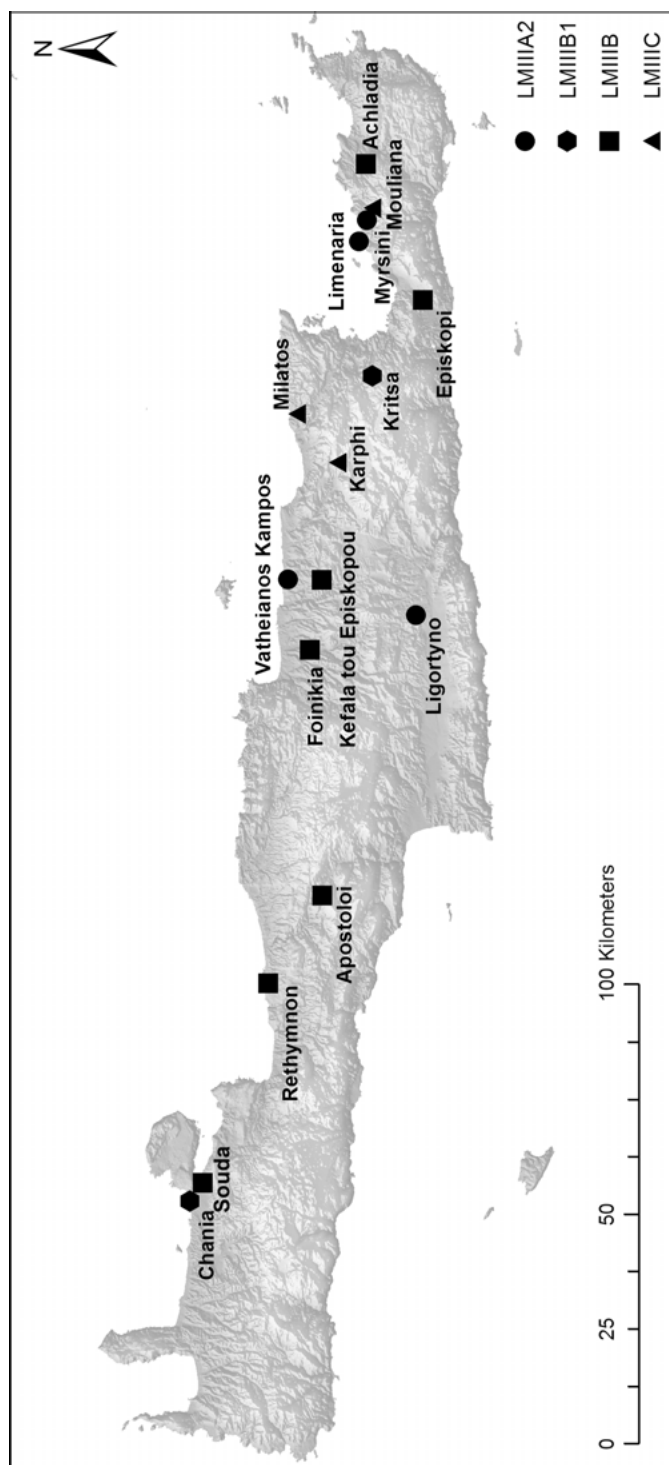 N
Limenaria
Achladia
Myrsini
Mouliana
Milatos
Vatheianos Kampos
Karphi
Kritsa
Episkopi
Foinikia
Kefala tou Episkopou
Ligortyno
Rethymnon
Apostoloi
Chania
Souda
0 25 50 100 Kilometers
LMIIIA2
LMIIIB1
LMIIIB
LMIIIC